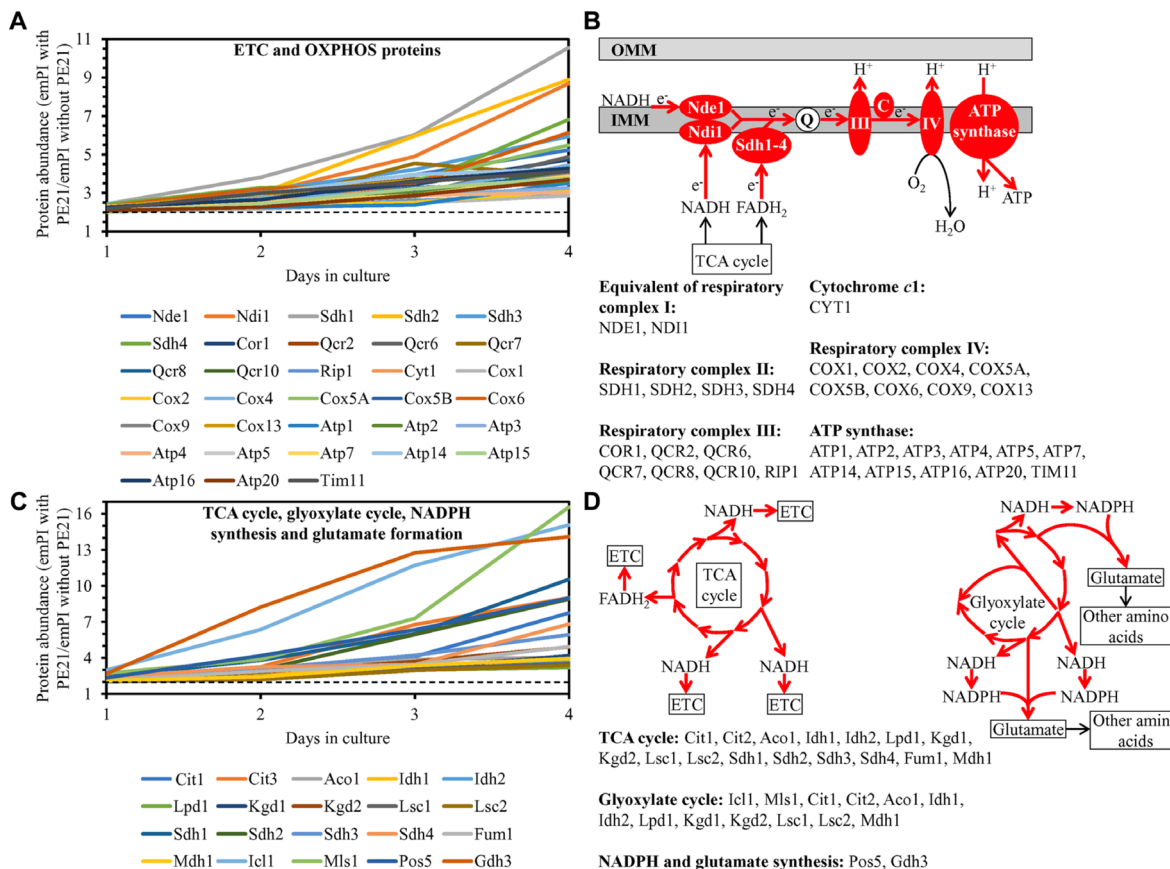 A
ETC and OXPHOS proteins
Protein abundance (emPI with
PE21/emPI without PE21)
11
9
7
5
3
1
1
2
3
4
Days in culture
Nde1
Ndi1
Sdh1
Sdh2
Sdh3
Sdh4
Cor1
Qcr2
Qcr6
Qcr7
Qcr8
Qcr10
Rip1
Cyt1
Cox1
Cox2
Cox4
Cox5A
Cox5B
Cox6
Cox9
Cox13
Atp1
Atp2
Atp3
Atp4
Atp5
Atp7
Atp14
Atp15
Atp16
Atp20
Tim11
B
OMM
H+
H+
H+
NADH
e-
Nde1
C
IMM
Ndi1
e-
Q
e-
III
e-
IV
ATP
synthase
Sdh1-4
e-
e-
O2
H+
ATP
NADH
FADH2
H2O
TCA cycle
Equivalent of respiratory
complex I:
NDE1, NDI1
Cytochrome c1:
CYT1
Respiratory complex II:
SDH1, SDH2, SDH3, SDH4
Respiratory complex IV:
COX1, COX2, COX4, COX5A,
COX5B, COX6, COX9, COX13
Respiratory complex III:
COR1, QCR2, QCR6,
QCR7, QCR8, QCR10, RIP1
ATP synthase:
ATP1, ATP2, ATP3, ATP4, ATP5, ATP7,
ATP14, ATP15, ATP16, ATP20, TIM11
C
TCA cycle, glyoxylate cycle, NADPH
synthesis and glutamate formation
Protein abundance (emPI with
PE21/emPI without PE21)
16
13
10
7
4
1
1
2
3
4
Days in culture
Cit1
Cit3
Aco1
Idh1
Idh2
Lpd1
Kgd1
Kgd2
Lsc1
Lsc2
Sdh1
Sdh2
Sdh3
Sdh4
Fum1
Mdh1
Icl1
Mls1
Pos5
Gdh3
D
NADH
ETC
ETC
TCA
cycle
FADH2
NADH
NADH
ETC
ETC
NADH
NADPH
Glutamate
Glyoxylate
cycle
Other amino
acids
NADH
NADH
NADPH
NADPH
Glutamate
Other amino
acids
TCA cycle: Cit1, Cit2, Aco1, Idh1, Idh2, Lpd1, Kgd1,
Kgd2, Lsc1, Lsc2, Sdh1, Sdh2, Sdh3, Sdh4, Fum1, Mdh1
Glyoxylate cycle: Icl1, Mls1, Cit1, Cit2, Aco1, Idh1,
Idh2, Lpd1, Kgd1, Kgd2, Lsc1, Lsc2, Mdh1
NADPH and glutamate synthesis: Pos5, Gdh3